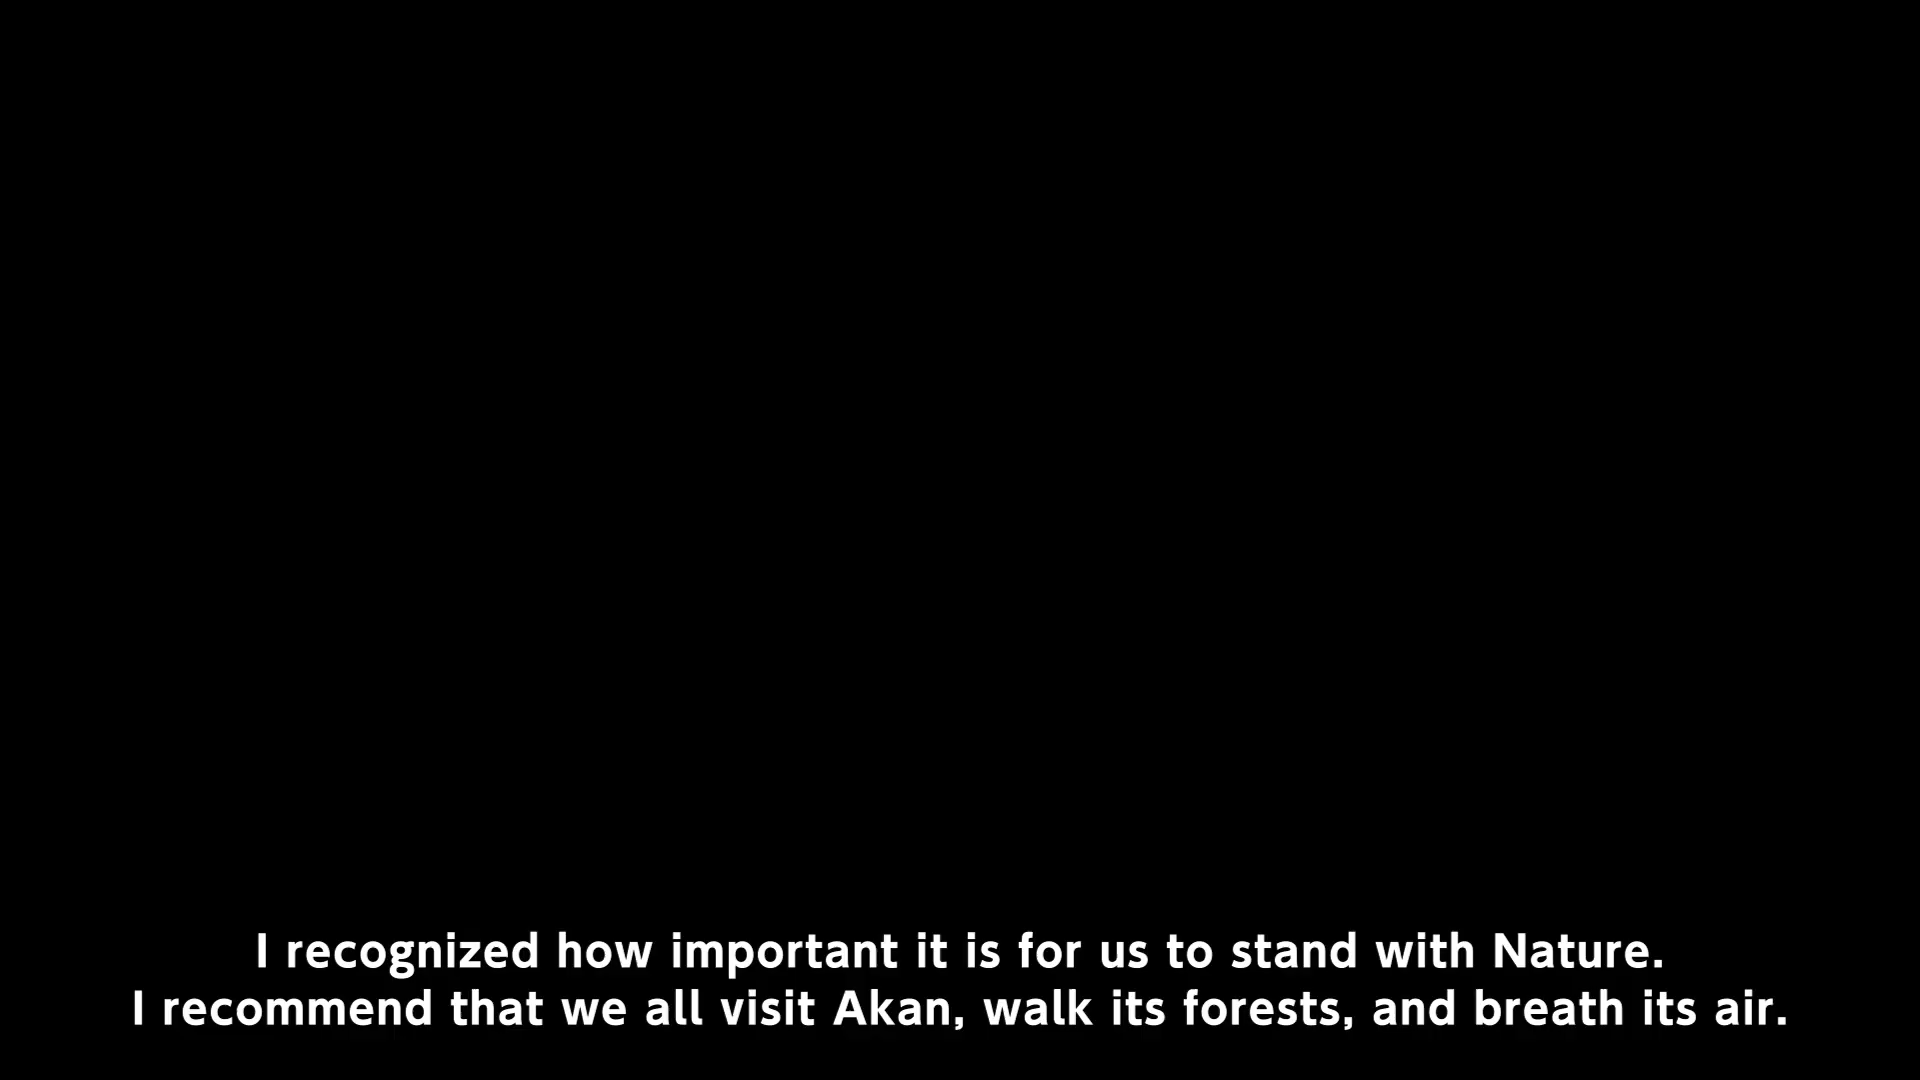 I recognized how important it is for us to stand with Nature.
I recommend that we all visit Akan, walk its forests, and breath its air.